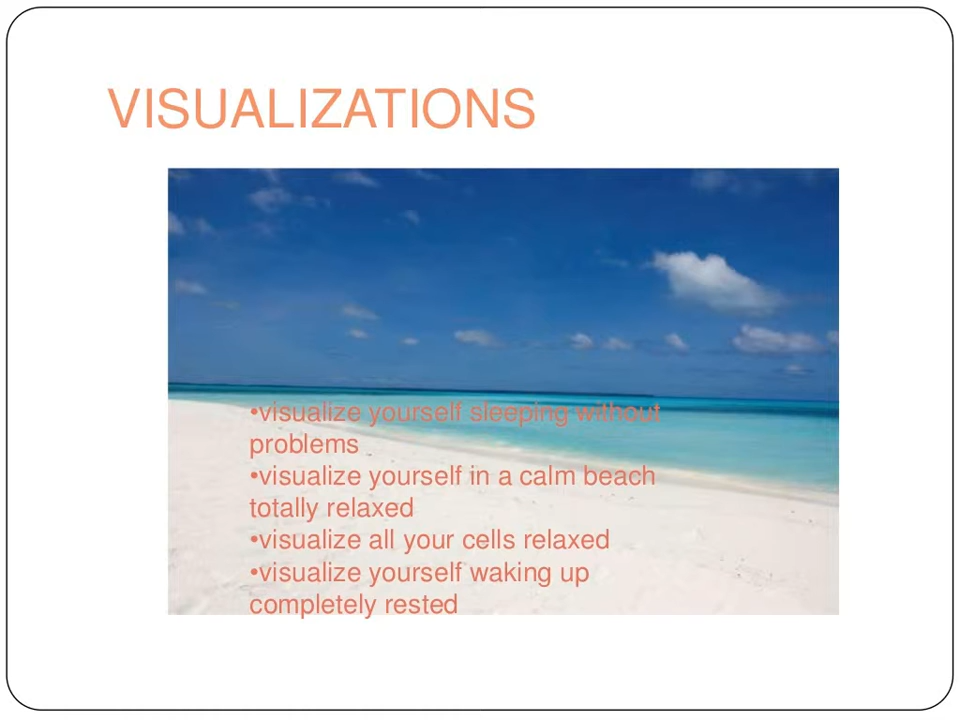 VISUALIZATIONS
•visualize yourself sleeping without
problems
•visualize yourself in a calm beach
totally relaxed
•visualize all your cells relaxed
•visualize yourself waking up
completely rested